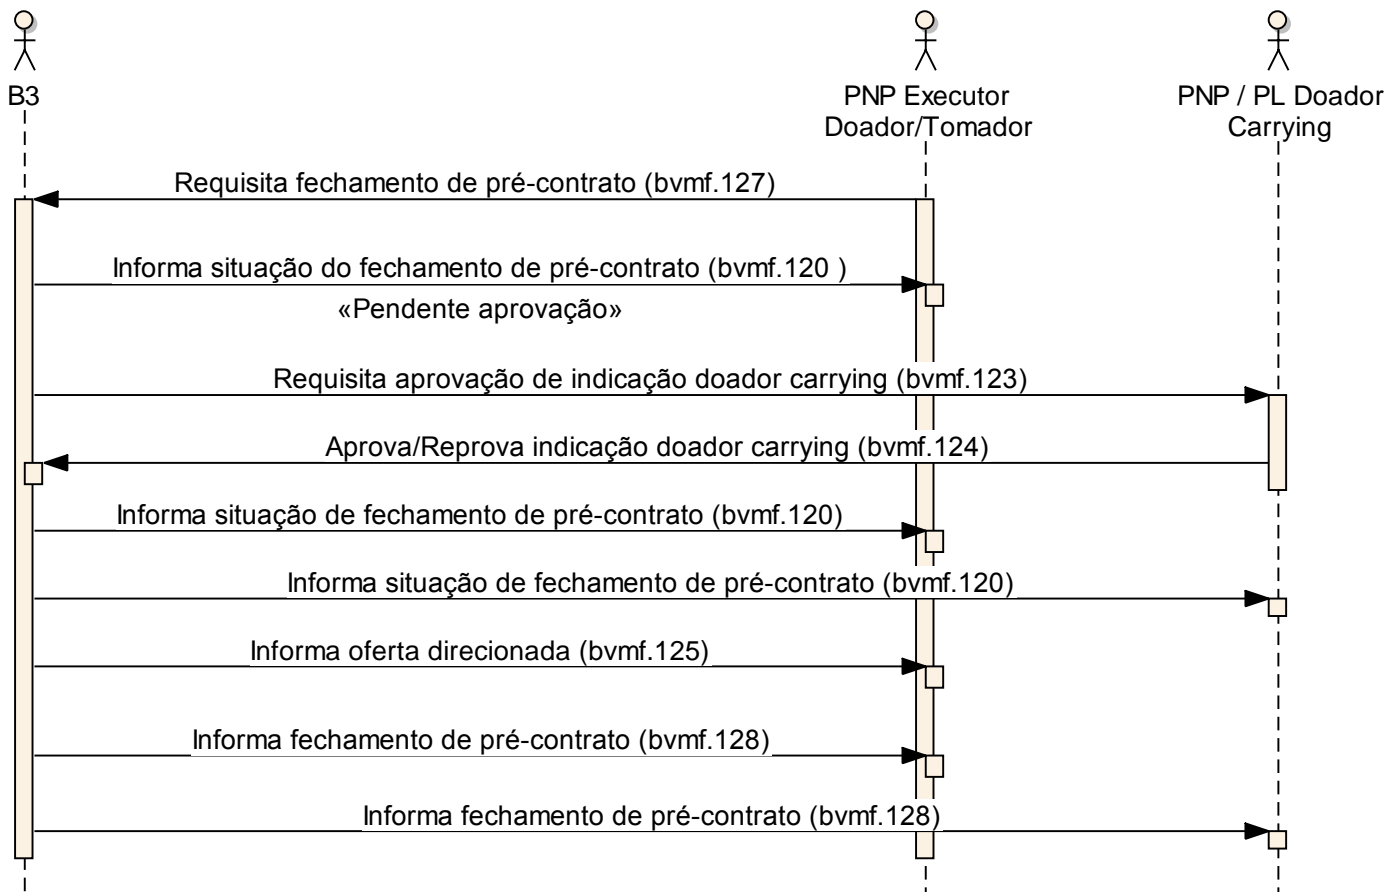 B3
PNP Executor
Doador/Tomador
PNP / PL Doador
Carrying
Requisita fechamento de pré-contrato (bvmf.127)
Informa situação do fechamento de pré-contrato (bvmf.120 )
«Pendente aprovação»
Requisita aprovação de indicação doador carrying (bvmf.123)
Aprova/Reprova indicação doador carrying (bvmf.124)
Informa situação de fechamento de pré-contrato (bvmf.120)
Informa situação de fechamento de pré-contrato (bvmf.120)
Informa oferta direcionada (bvmf.125)
Informa fechamento de pré-contrato (bvmf.128)
Informa fechamento de pré-contrato (bvmf.128)